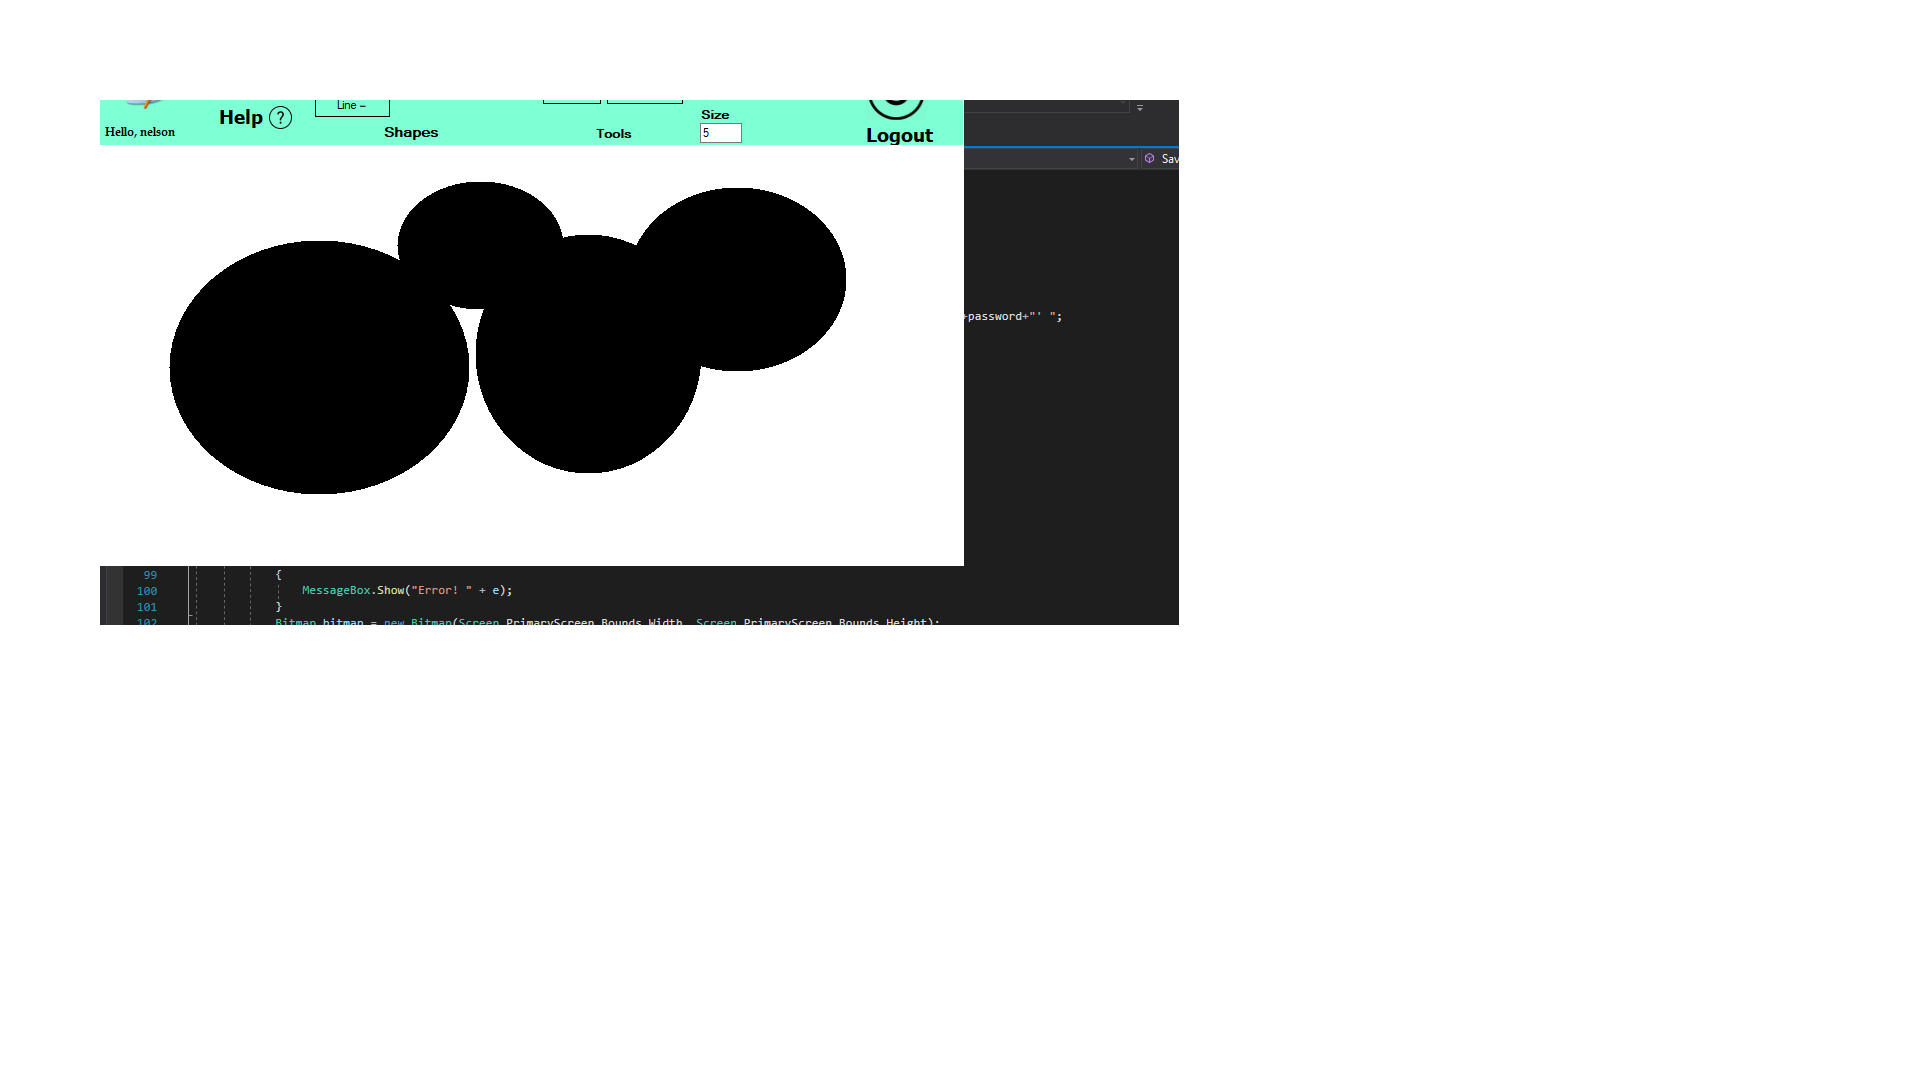 Line –
Help ?
Size
Hello, nelson
Shapes
Tools
5
Logout
Sav
+password+"' ";
99 {
100 MessageBox.Show("Error! " + e);
101 }
102 Bitmap bitmap = new Bitmap(Screen.PrimaryScreen.Bounds.Width, Screen.PrimaryScreen.Bounds.Height);